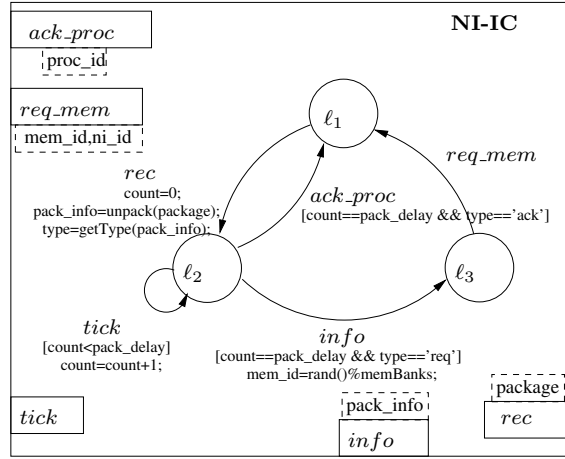 ack_proc
NI-IC
proc_id
req_mem
mem_id,ni_id
ℓ1
req_mem
rec
count=0;
pack_info=unpack(package);
type=getType(pack_info);
ack_proc
[count==pack_delay && type=='ack']
ℓ2
ℓ3
tick
[count<pack_delay]
count=count+1;
info
[count==pack_delay && type=='req']
mem_id=rand()%memBanks;
package
pack_info
tick
info
rec